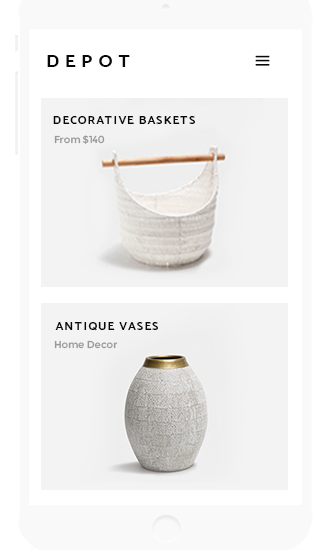 DEPOT
DECORATIVE BASKETS
From $140
ANTIQUE VASES
Home Decor